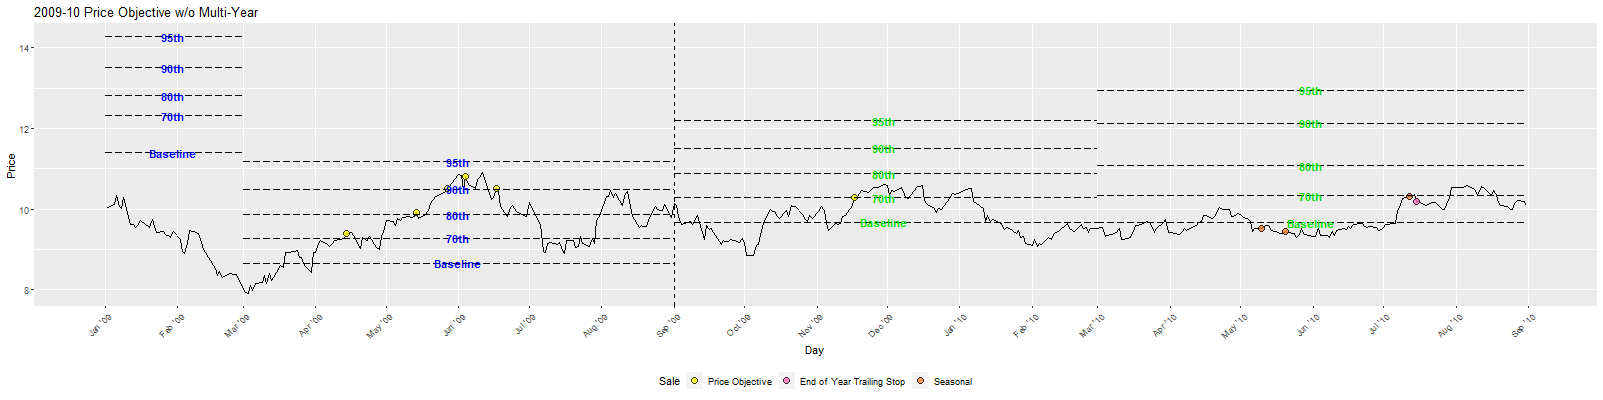 2009-10 Price Objective w/o Multi-Year
95th
90th
80th
70th
Baseline
95th
90th
80th
70th
Baseline
95th
90th
80th
70th
Baseline
95th
90th
80th
70th
Baseline
14
12
10
8
Price
Jan '09
Feb '09
Mar '09
Apr '09
May '09
Jun '09
Jul '09
Aug '09
Sep '09
Oct '09
Nov '09
Dec '09
Jan '10
Feb '10
Mar '10
Apr '10
May '10
Jun '10
Jul '10
Aug '10
Sep '10
Day
Sale Price Objective End of Year Trailing Stop Seasonal